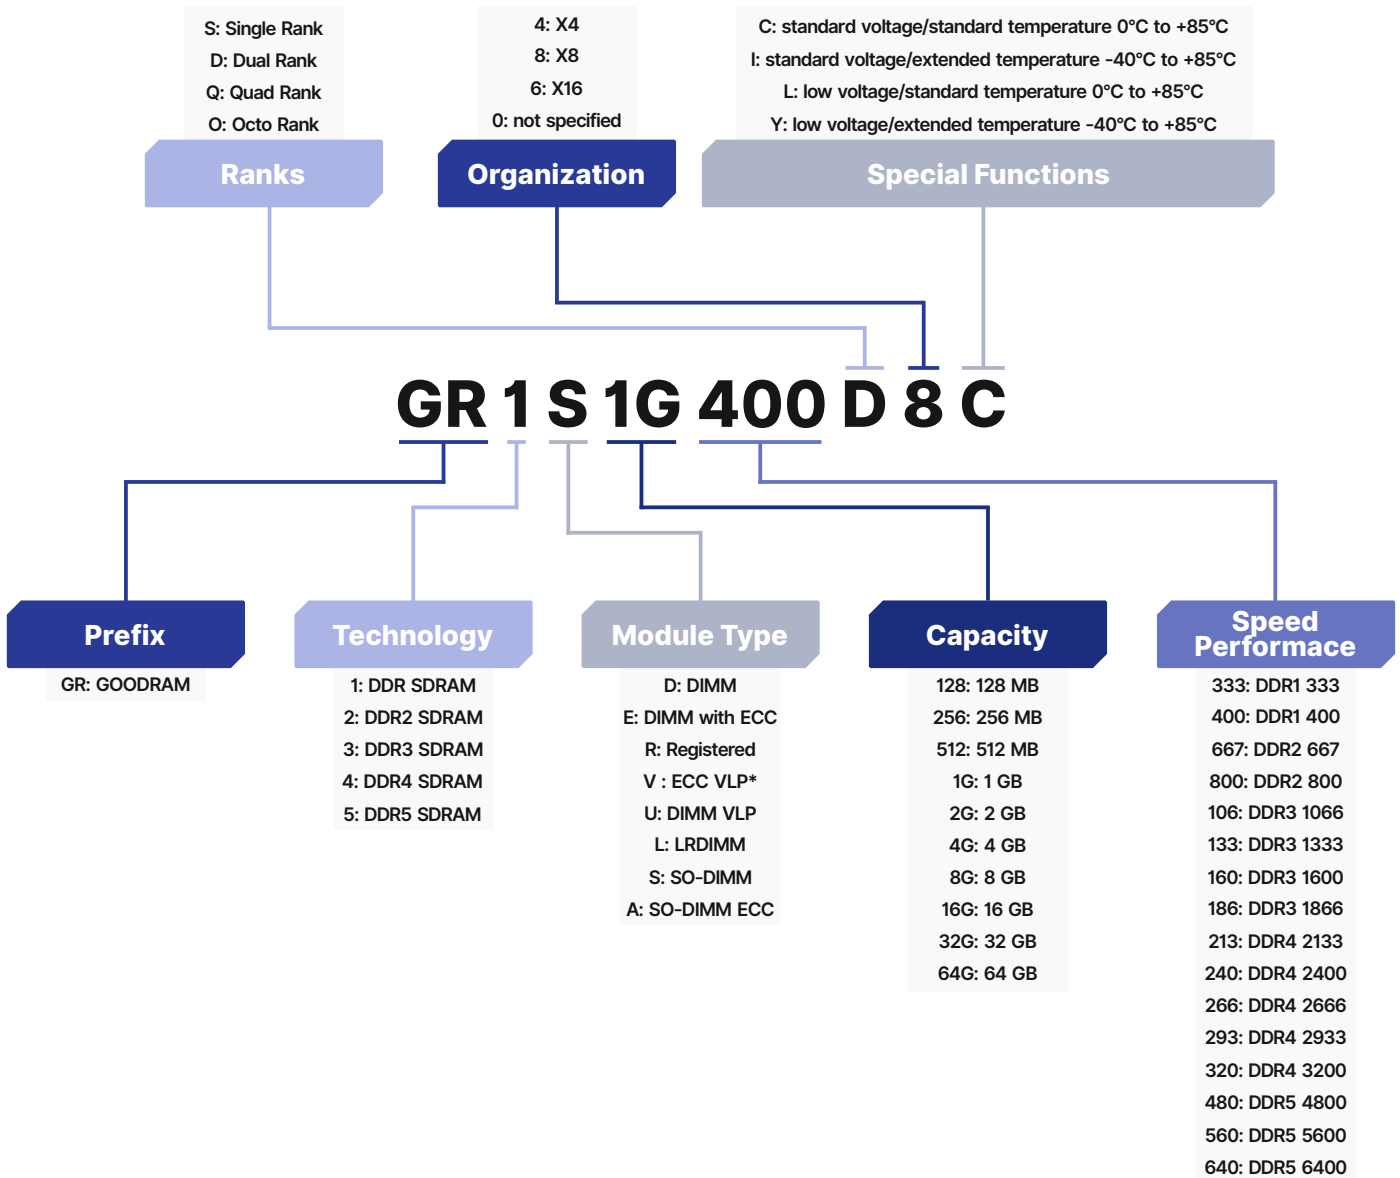 S: Single Rank
D: Dual Rank
Q: Quad Rank
O: Octo Rank
Ranks
4: X4
8: X8
6: X16
0: not specified
Organization
C: standard voltage/standard temperature 0°C to +85°C
I: standard voltage/extended temperature -40°C to +85°C
L: low voltage/standard temperature 0°C to +85°C
Y: low voltage/extended temperature -40°C to +85°C
Special Functions
GR 1 S 1G 400 D 8 C
Prefix
GR: GOODRAM
Technology
1: DDR SDRAM
2: DDR2 SDRAM
3: DDR3 SDRAM
4: DDR4 SDRAM
5: DDR5 SDRAM
Module Type
D: DIMM
E: DIMM with ECC
R: Registered
V : ECC VLP*
U: DIMM VLP
L: LRDIMM
S: SO-DIMM
A: SO-DIMM ECC
Capacity
128: 128 MB
256: 256 MB
512: 512 MB
1G: 1 GB
2G: 2 GB
4G: 4 GB
8G: 8 GB
16G: 16 GB
32G: 32 GB
64G: 64 GB
Speed
Performace
333: DDR1 333
400: DDR1 400
667: DDR2 667
800: DDR2 800
106: DDR3 1066
133: DDR3 1333
160: DDR3 1600
186: DDR3 1866
213: DDR4 2133
240: DDR4 2400
266: DDR4 2666
293: DDR4 2933
320: DDR4 3200
480: DDR5 4800
560: DDR5 5600
640: DDR5 6400